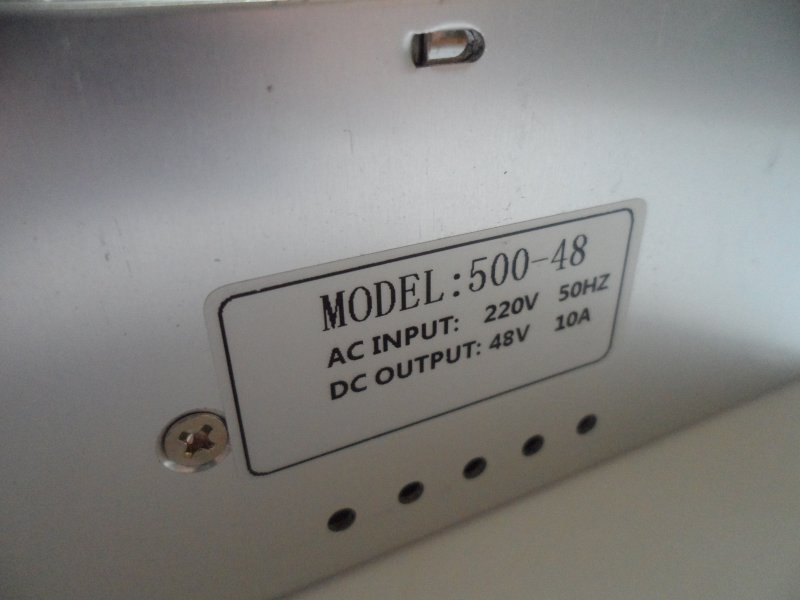 MODEL:500-48
AC INPUT: 220V 50HZ
DC OUTPUT: 48V 10A